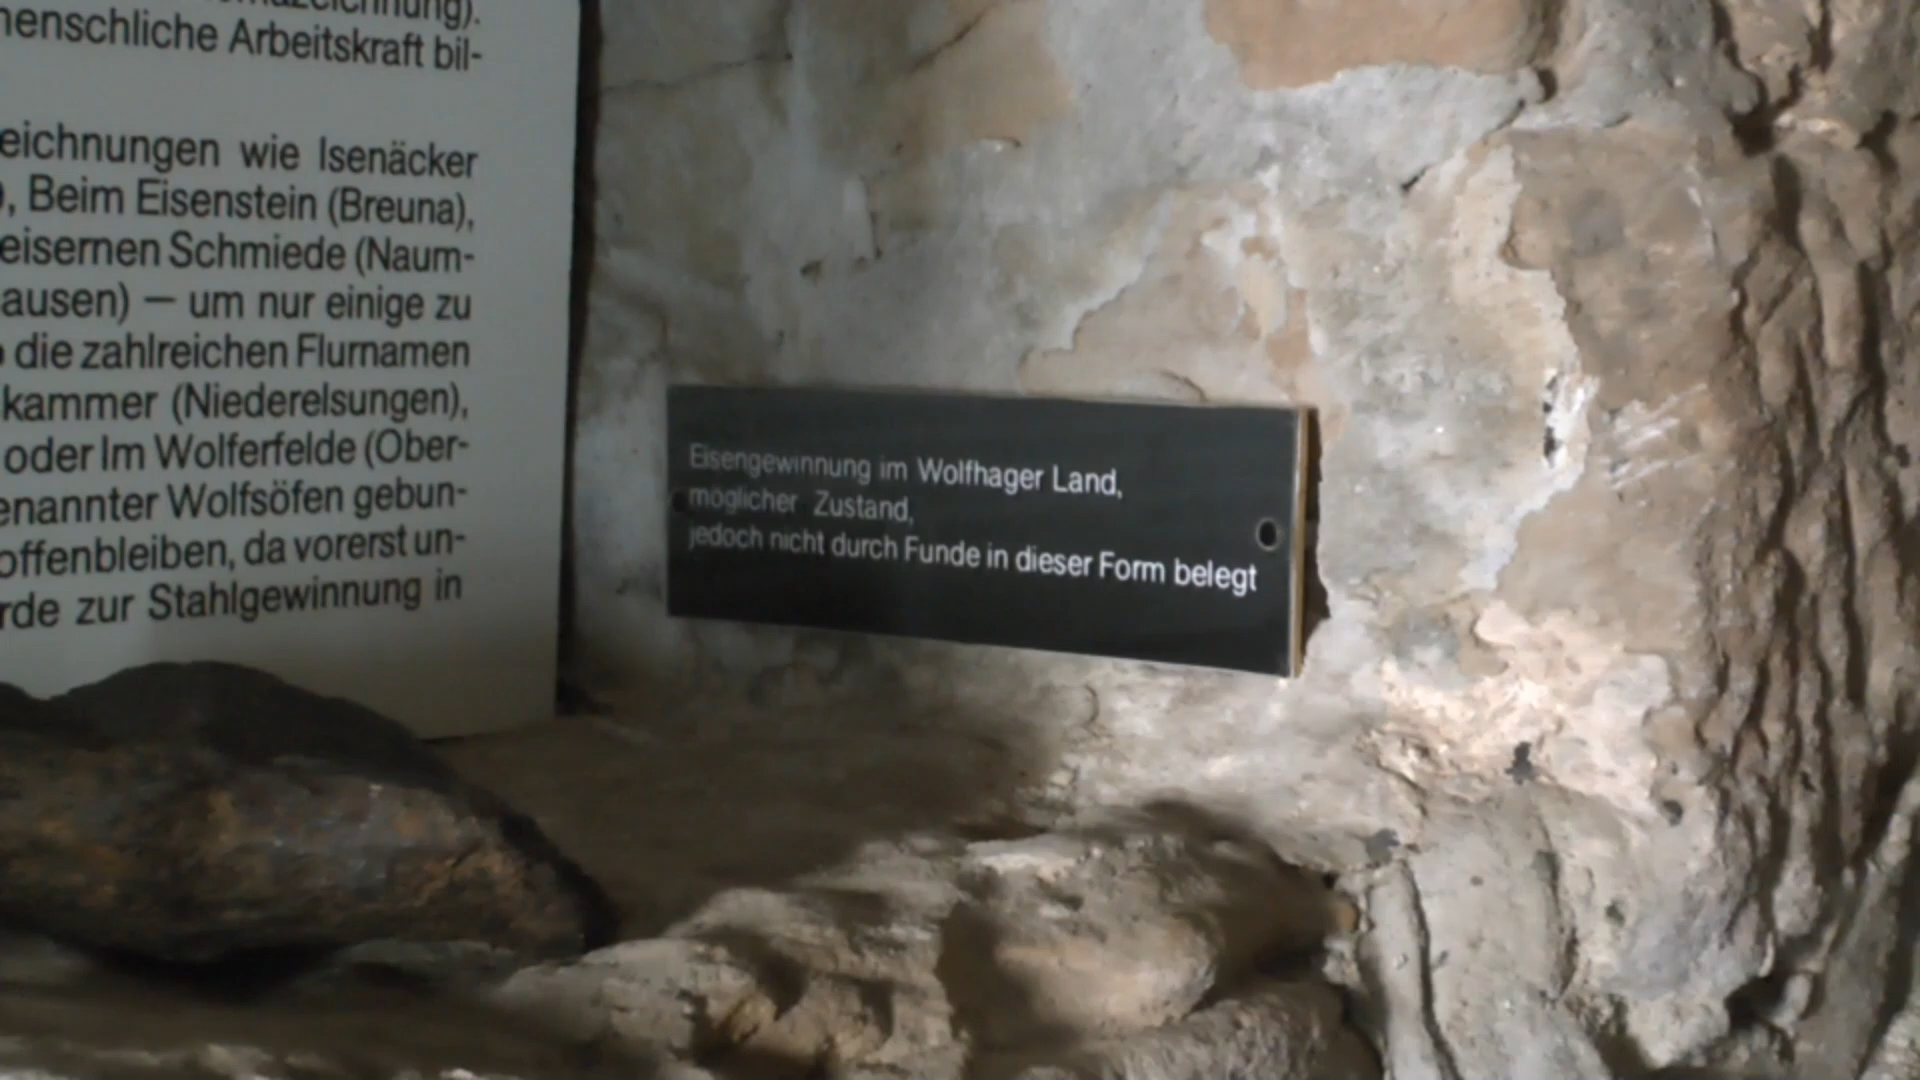 menschliche Arbeitskraft bil-
eichnungen wie Isenäcker
, Beim Eisenstein (Breuna),
eisernen Schmiede (Naum-
ausen) — um nur einige zu
die zahlreichen Flurnamen
kammer (Niederelsungen),
oder Im Wolferfelde (Ober-
enannter Wolfsöfen gebun-
offenbleiben, da vorerst un-
rde zur Stahlgewinnung in
Eisengewinnung im Wolfhager Land,
möglicher Zustand,
jedoch nicht durch Funde in dieser Form belegt